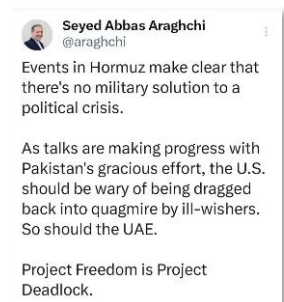 Seyed Abbas Araghchi
@araghchi
Events in Hormuz make clear that
there's no military solution to a
political crisis.
As talks are making progress with
Pakistan's gracious effort, the U.S.
should be wary of being dragged
back into quagmire by ill-wishers.
So should the UAE.
Project Freedom is Project
Deadlock.